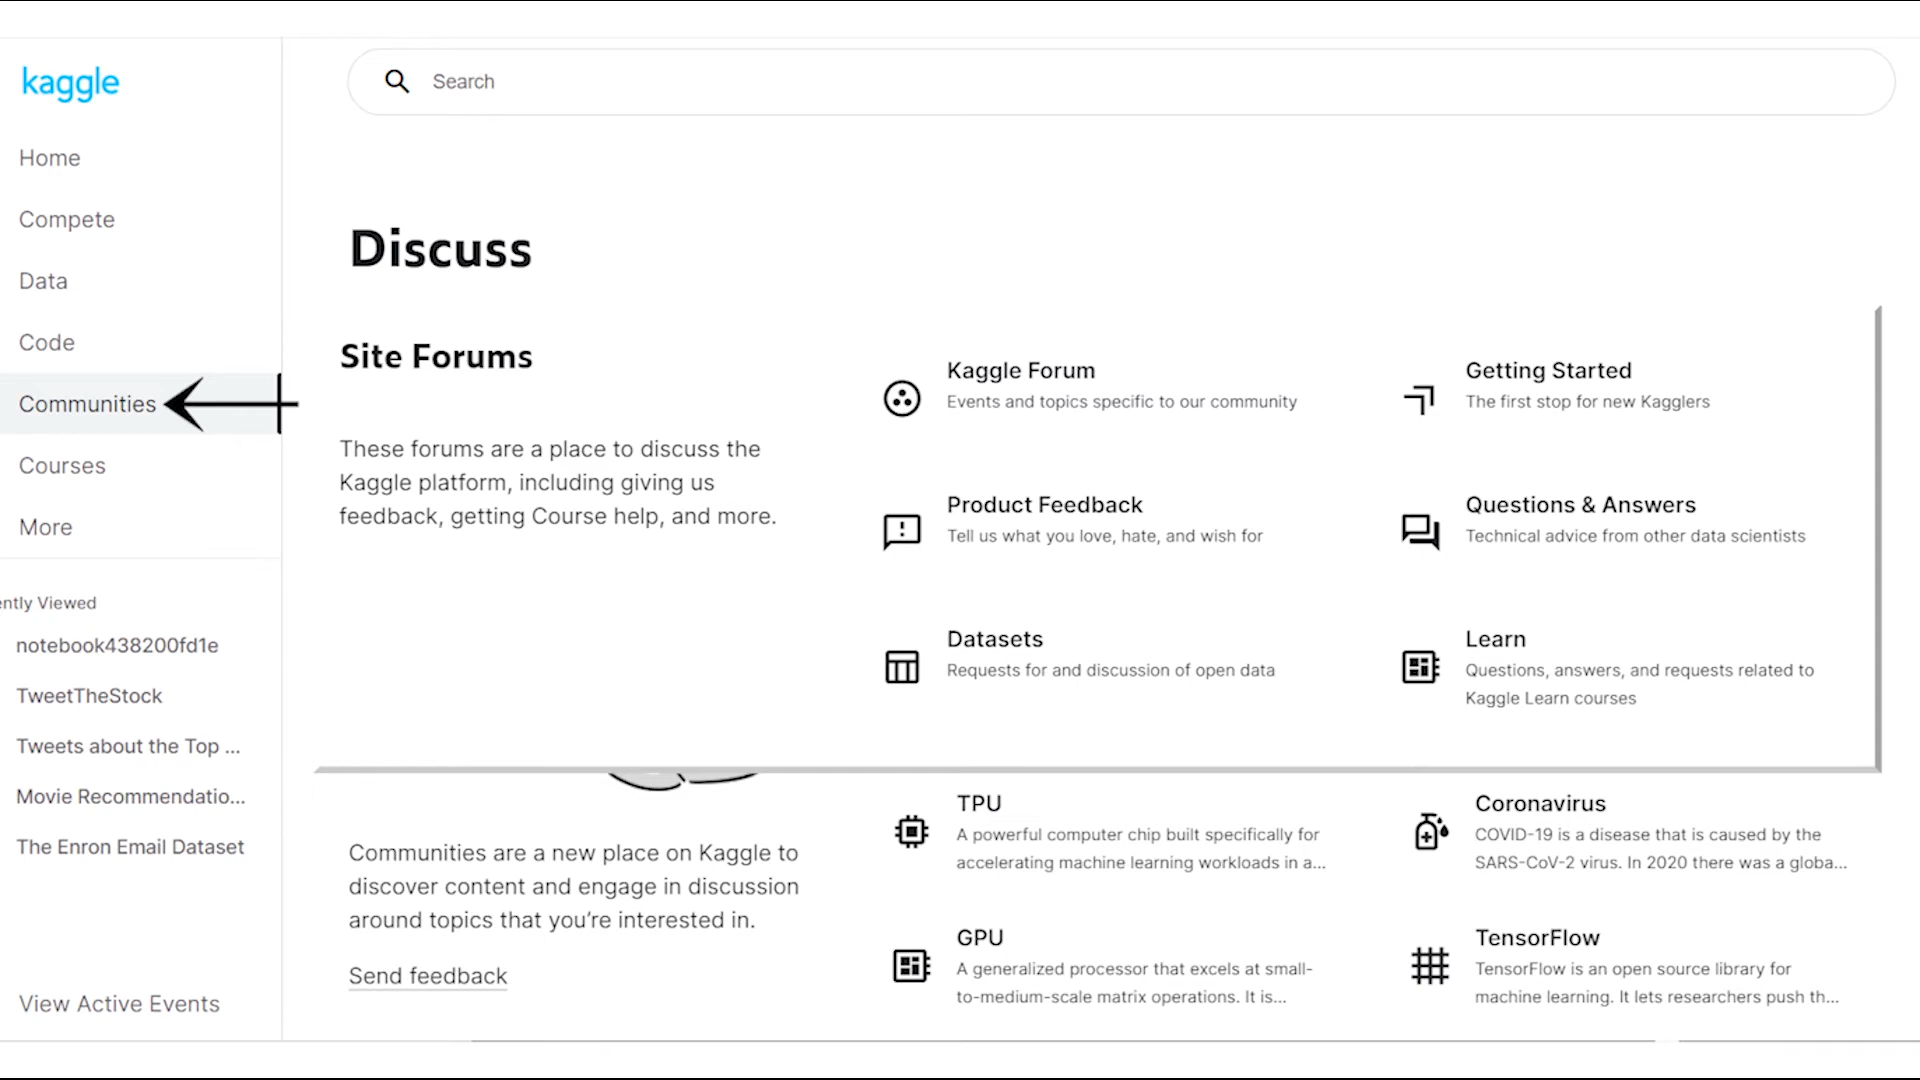 kaggle
Search
Home
Compete
Data
Code
Communities
Courses
More
ently Viewed
notebook438200fd1e
TweetTheStock
Tweets about the Top ...
Movie Recommendatio...
The Enron Email Dataset
View Active Events
Discuss
Site Forums
These forums are a place to discuss the
Kaggle platform, including giving us
feedback, getting Course help, and more.
Kaggle Forum
Events and topics specific to our community
Getting Started
The first stop for new Kagglers
Product Feedback
Tell us what you love, hate, and wish for
Questions & Answers
Technical advice from other data scientists
Datasets
Requests for and discussion of open data
Learn
Questions, answers, and requests related to
Kaggle Learn courses
Communities are a new place on Kaggle to
discover content and engage in discussion
around topics that you're interested in.
Send feedback
TPU
A powerful computer chip built specifically for
accelerating machine learning workloads in a...
Coronavirus
COVID-19 is a disease that is caused by the
SARS-CoV-2 virus. In 2020 there was a globa...
GPU
A generalized processor that excels at small-
to-medium-scale matrix operations. It is...
TensorFlow
TensorFlow is an open source library for
machine learning. It lets researchers push th...